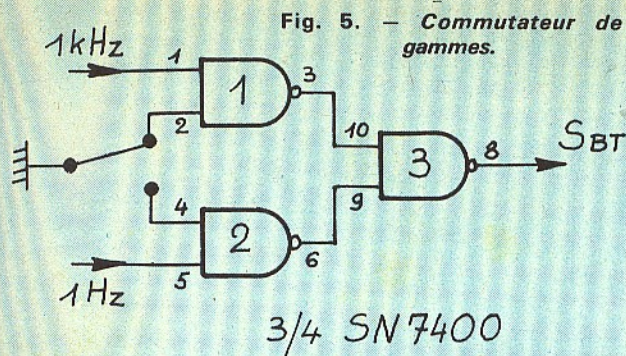 Fig. 5. — Commutateur de
gammes.
1kHz
1
2
1
3
10
9
3
8
SBT
4
5
2
6
1Hz
3/4 SN7400